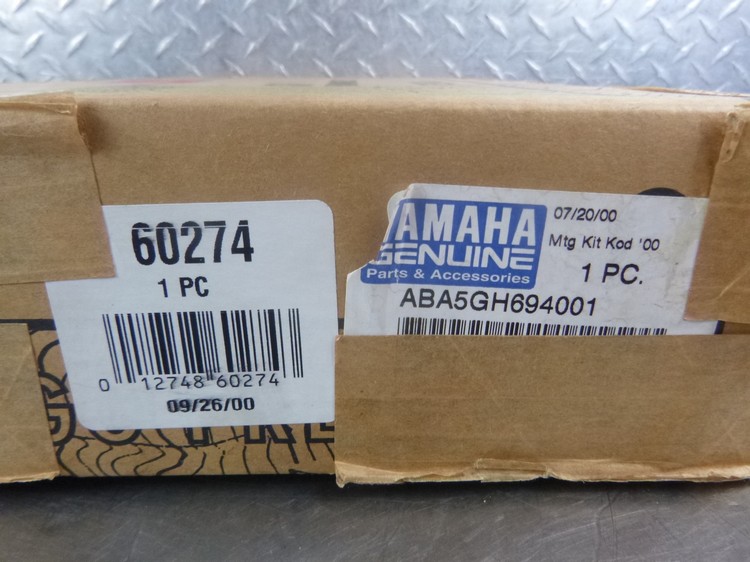 60274
1 PC
0 12748 60274
09/26/00
YAMAHA
GENUINE
Parts & Accessories
07/20/00
Mtg Kit Kod '00
1 PC.
ABA5GH694001